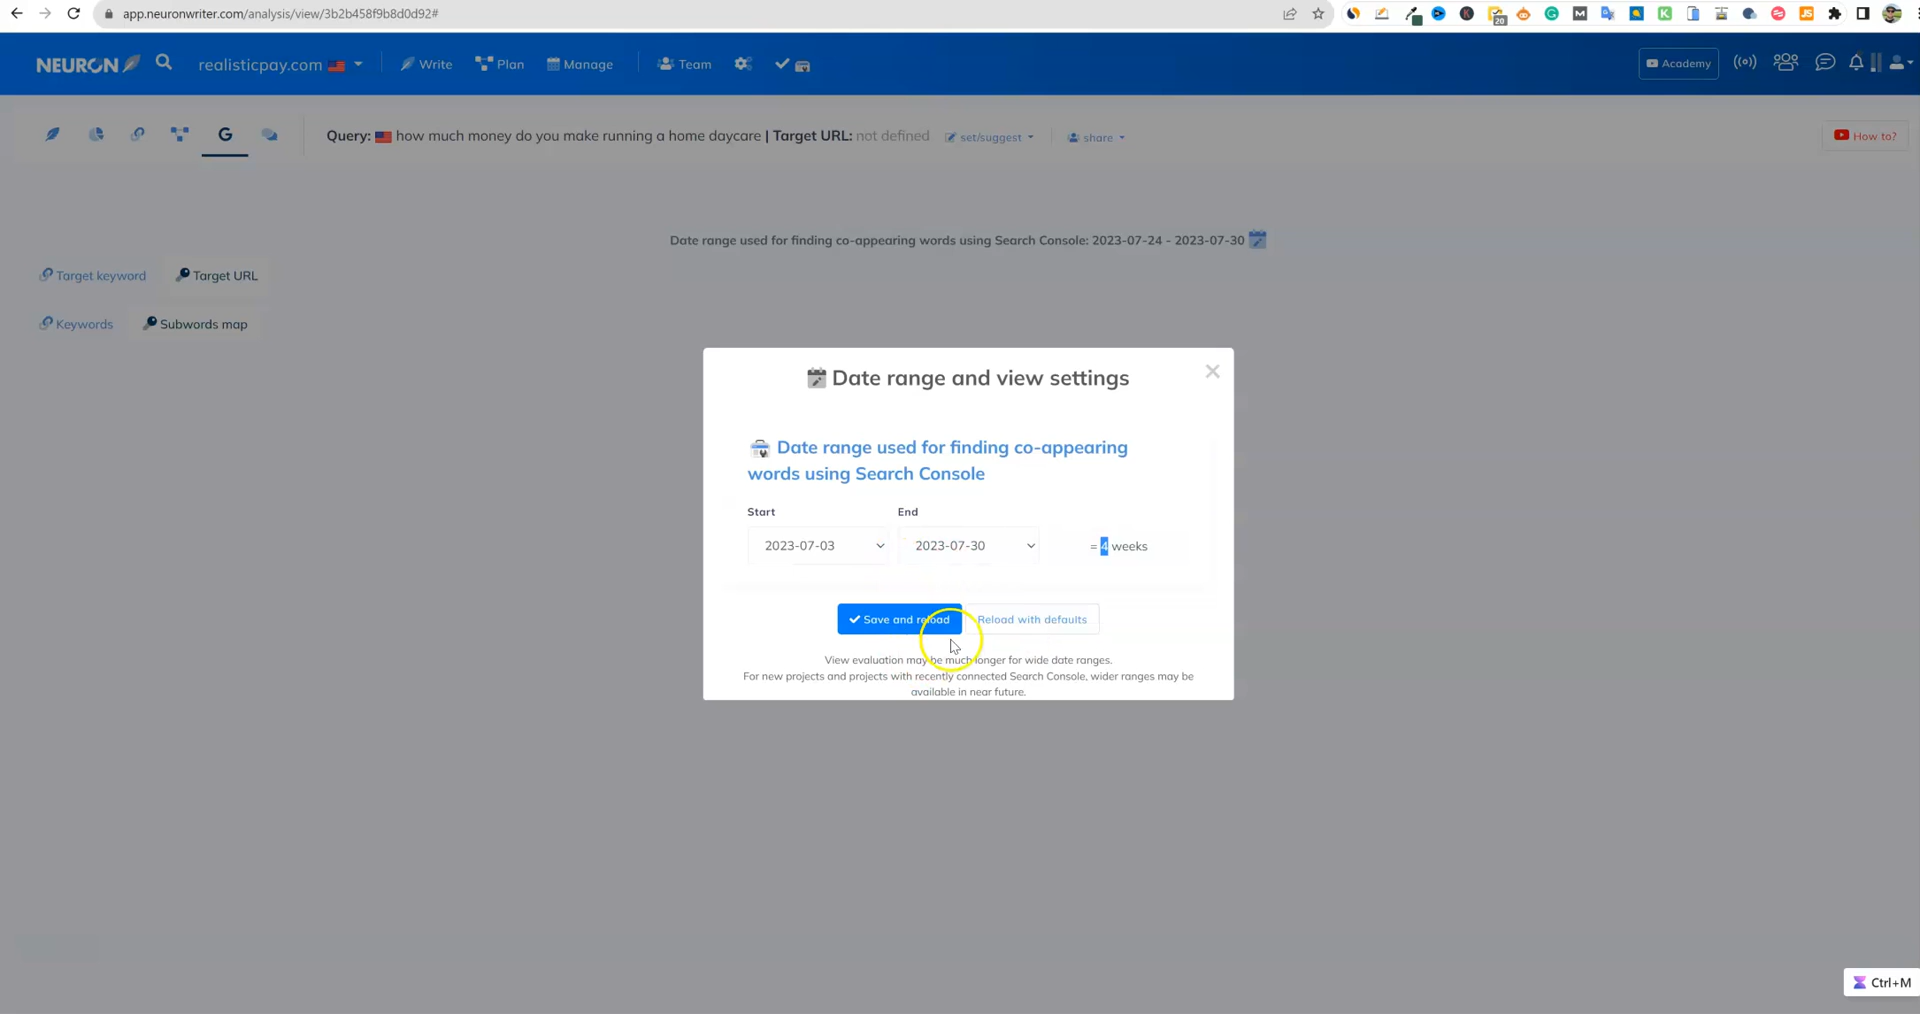 app.neuronwriter.com/analysis/view/3b2b458f9b8d0d92#
20
NEURON
realisticpay.com
Write
Plan
Manage
Team
Academy
Query: how much money do you make running a home daycare | Target URL: not defined
set/suggest
share
How to?
Date range used for finding co-appearing words using Search Console: 2023-07-24 - 2023-07-30
Target keyword
Target URL
Keywords
Subwords map
Date range and view settings
Date range used for finding co-appearing
words using Search Console
Start
End
2023-07-03
2023-07-30
= 4 weeks
Save and reload
Reload with defaults
View evaluation may be much longer for wide date ranges.
For new projects and projects with recently connected Search Console, wider ranges may be
available in near future.
Ctrl+M